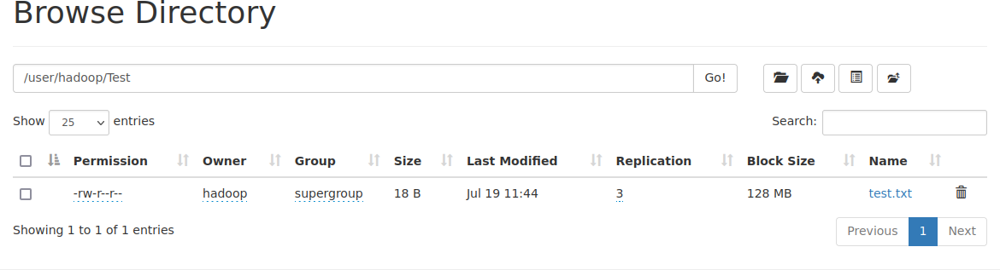 Browse Directory
/user/hadoop/Test Go!
Show 25 entries Search:
Permission Owner Group Size Last Modified Replication Block Size Name
-rw-r--r-- hadoop supergroup 18 B Jul 19 11:44 3 128 MB test.txt
Showing 1 to 1 of 1 entries Previous 1 Next